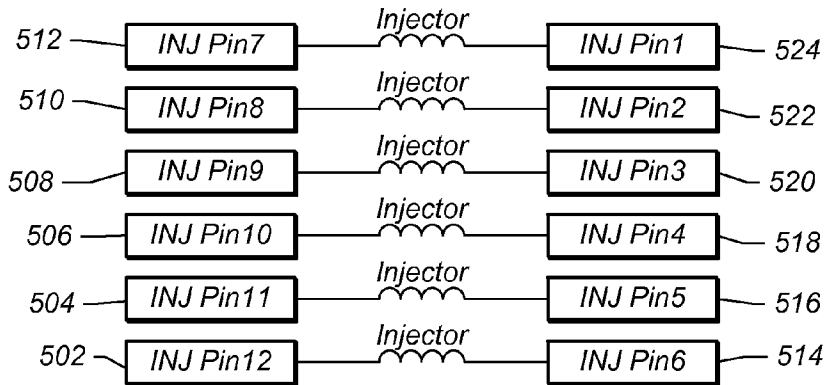 Injector
512 INJ Pin7 INJ Pin1 524
Injector
510 INJ Pin8 INJ Pin2 522
Injector
508 INJ Pin9 INJ Pin3 520
Injector
506 INJ Pin10 INJ Pin4 518
Injector
504 INJ Pin11 INJ Pin5 516
Injector
502 INJ Pin12 INJ Pin6 514